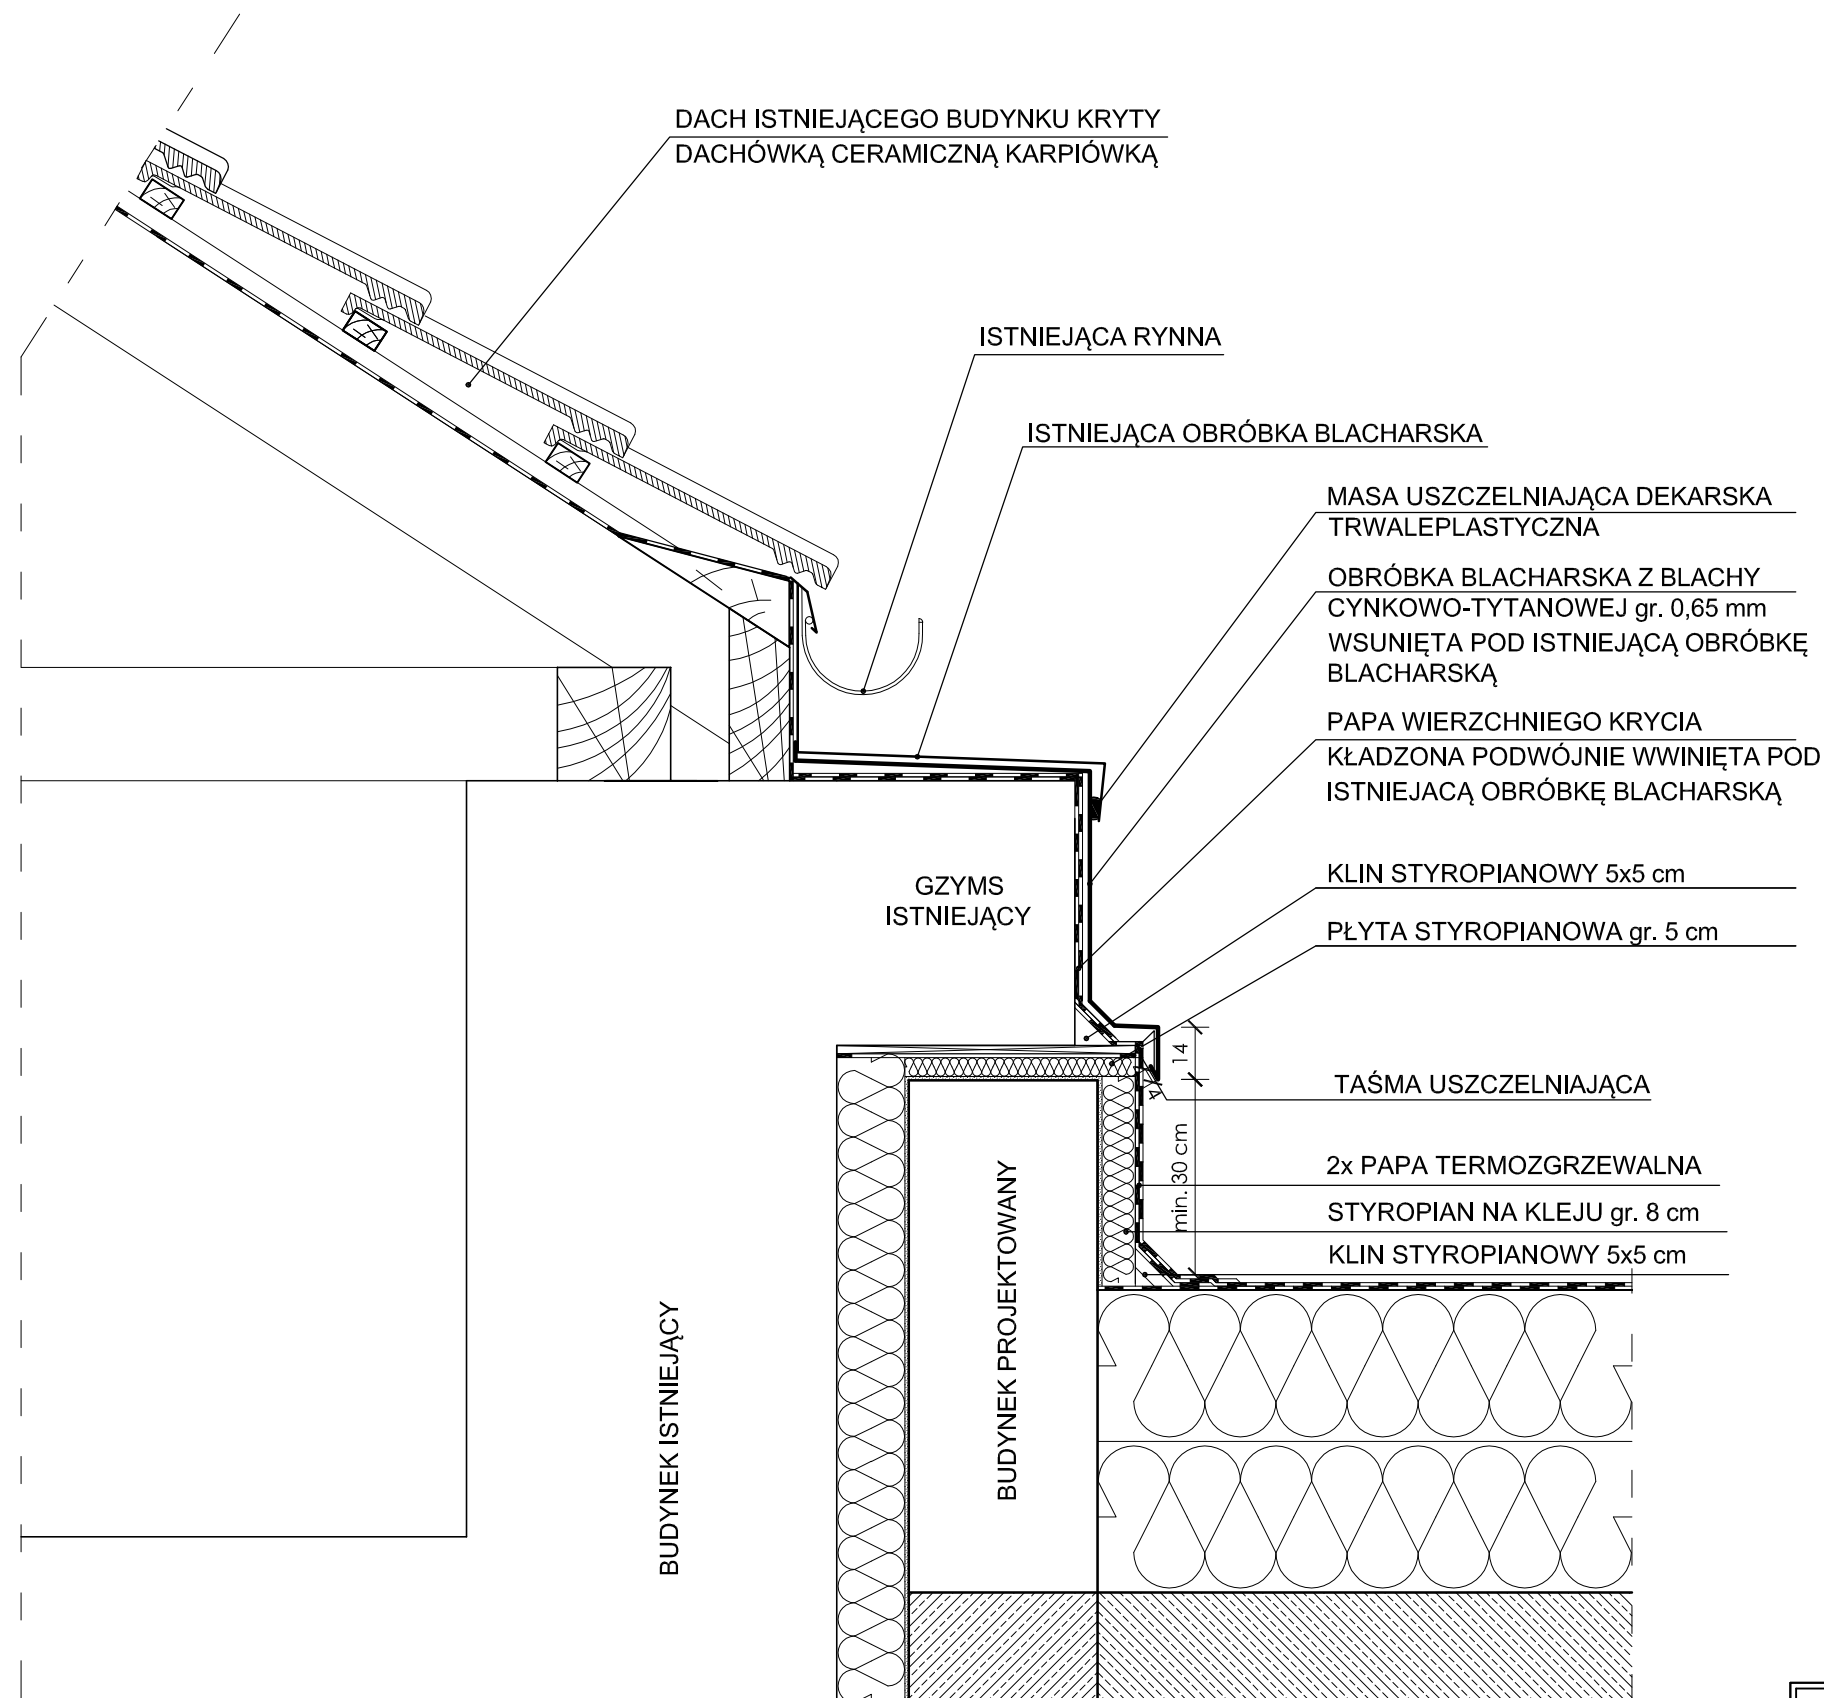 DACH ISTNIEJĄCEGO BUDYNKU KRYTY
DACHÓWKĄ CERAMICZNĄ KARPIÓWKĄ
ISTNIEJĄCA RYNNA
ISTNIEJĄCA OBRÓBKA BLACHARSKA
MASA USZCZELNIAJĄCA DEKARSKA
TRWALEPLASTYCZNA
OBRÓBKA BLACHARSKA Z BLACHY
CYNKOWO-TYTANOWEJ gr. 0,65 mm
WSUNIĘTA POD ISTNIEJĄCĄ OBRÓBKĘ
BLACHARSKĄ
PAPA WIERZCHNIEGO KRYCIA
KŁADZONA PODWÓJNIE WWINIĘTA POD
ISTNIEJACĄ OBRÓBKĘ BLACHARSKĄ
KLIN STYROPIANOWY 5x5 cm
GZYMS
ISTNIEJĄCY
PŁYTA STYROPIANOWA gr. 5 cm
14
4
TAŚMA USZCZELNIAJĄCA
min. 30 cm
2x PAPA TERMOZGRZEWALNA
STYROPIAN NA KLEJU gr. 8 cm
KLIN STYROPIANOWY 5x5 cm
BUDYNEK PROJEKTOWANY
BUDYNEK ISTNIEJĄCY